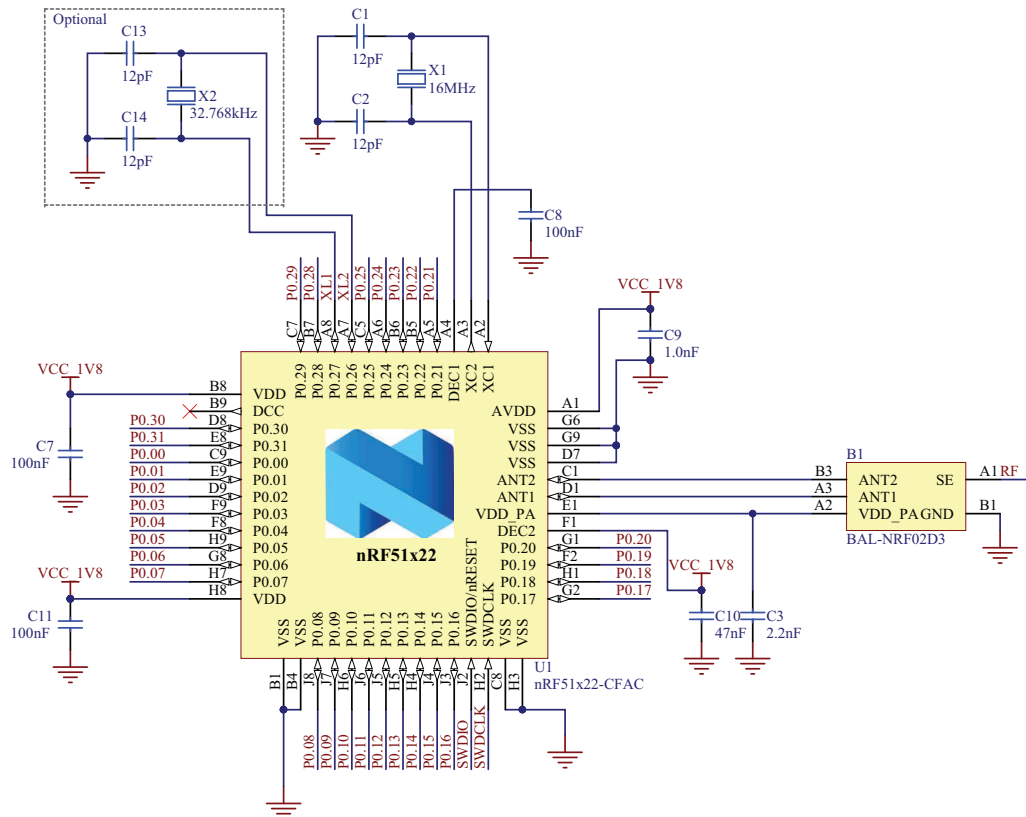 Optional
C13
12pF
X2
32.768kHz
C14
12pF
C1
12pF
X1
16MHz
C2
12pF
C8
100nF
P0.29
P0.28
XL1
XL2
P0.25
P0.24
P0.23
P0.22
P0.21
C7
B7
A8
A7
C5
A6
B6
B5
A5
A4
A3
A2
P0.29
P0.28
P0.27
P0.26
P0.25
P0.24
P0.23
P0.22
P0.21
DEC1
XC2
XC1
VCC_1V8
C9
1.0nF
VCC_1V8
C7
100nF
B8 VDD
B9 DCC
P0.30 D8 P0.30
P0.31 E8 P0.31
P0.00 C9 P0.00
P0.01 E9 P0.01
P0.02 D9 P0.02
P0.03 F9 P0.03
P0.04 F8 P0.04
P0.05 H9 P0.05
P0.06 G8 P0.06
P0.07 H7 P0.07
H8 VDD
VCC_1V8
C11
100nF
nRF51x22
AVDD A1
VSS G6
VSS G9
VSS D7
ANT2 C1
ANT1 D1
VDD_PA E1
DEC2 F1
P0.20 G1 P0.20
P0.19 F2 P0.19
P0.18 H1 P0.18
P0.17 G2 P0.17
B1
B3 ANT2 SE A1 RF
A3 ANT1
A2 VDD_PA GND B1
BAL-NRF02D3
VCC_1V8
C10
47nF
C3
2.2nF
VSS
VSS
P0.08
P0.09
P0.10
P0.11
P0.12
P0.13
P0.14
P0.15
P0.16
SWDIO/nRESET
SWDCLK
VSS
VSS
U1
nRF51x22-CFAC
B1
B4
J8
J7
H6
J6
J5
H5
H4
J4
J3
J2
H2
C8
H3
P0.08
P0.09
P0.10
P0.11
P0.12
P0.13
P0.14
P0.15
P0.16
SWDIO
SWDCLK